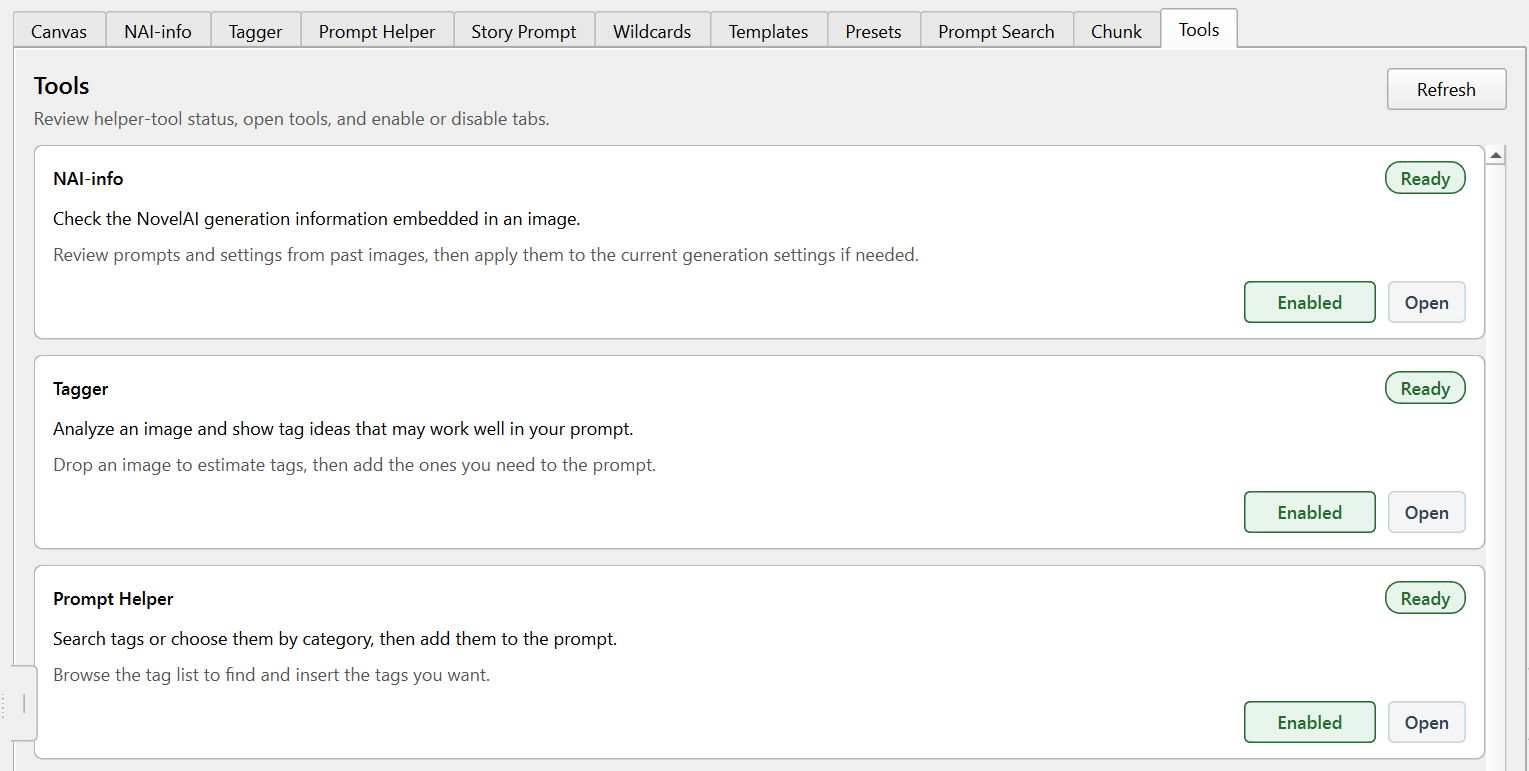 Canvas
NAI-info
Tagger
Prompt Helper
Story Prompt
Wildcards
Templates
Presets
Prompt Search
Chunk
Tools
Tools
Refresh
Review helper-tool status, open tools, and enable or disable tabs.
NAI-info
Ready
Check the NovelAI generation information embedded in an image.
Review prompts and settings from past images, then apply them to the current generation settings if needed.
Enabled
Open
Tagger
Ready
Analyze an image and show tag ideas that may work well in your prompt.
Drop an image to estimate tags, then add the ones you need to the prompt.
Enabled
Open
Prompt Helper
Ready
Search tags or choose them by category, then add them to the prompt.
Browse the tag list to find and insert the tags you want.
Enabled
Open